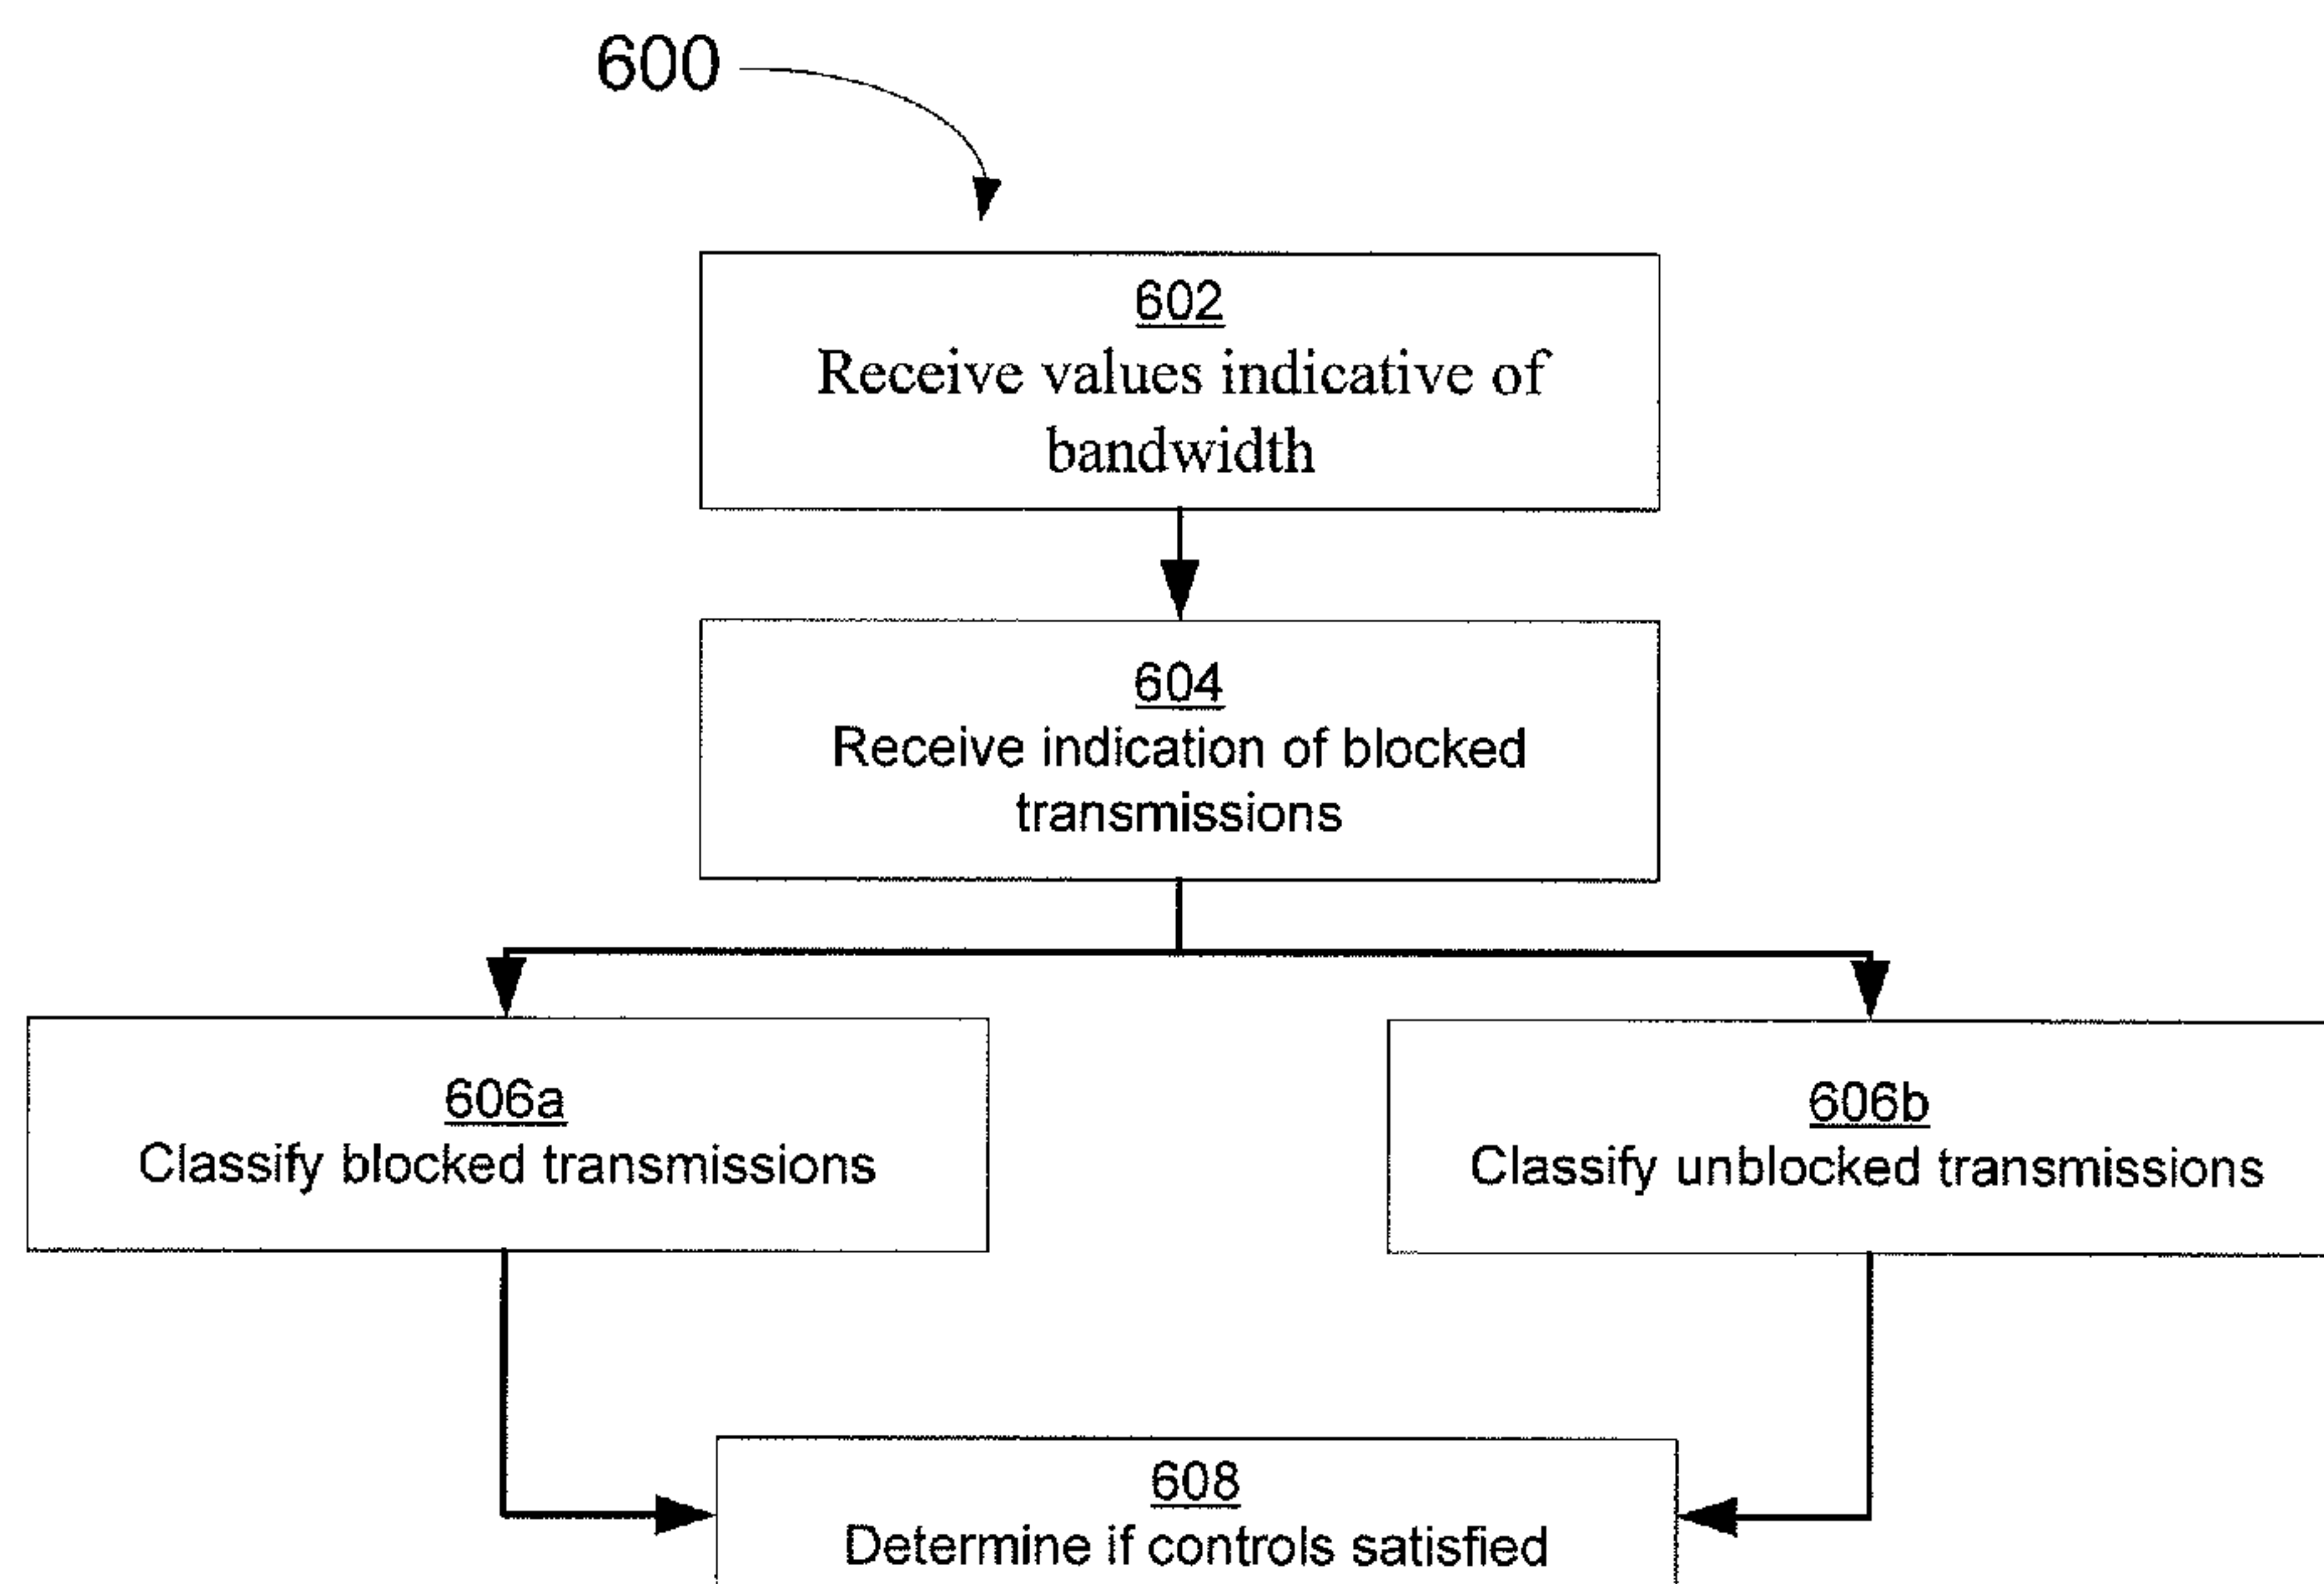 600
602
Receive values indicative of
bandwidth
604
Receive indication of blocked
transmissions
606a
Classify blocked transmissions
606b
Classify unblocked transmissions
608
Determine if controls satisfied